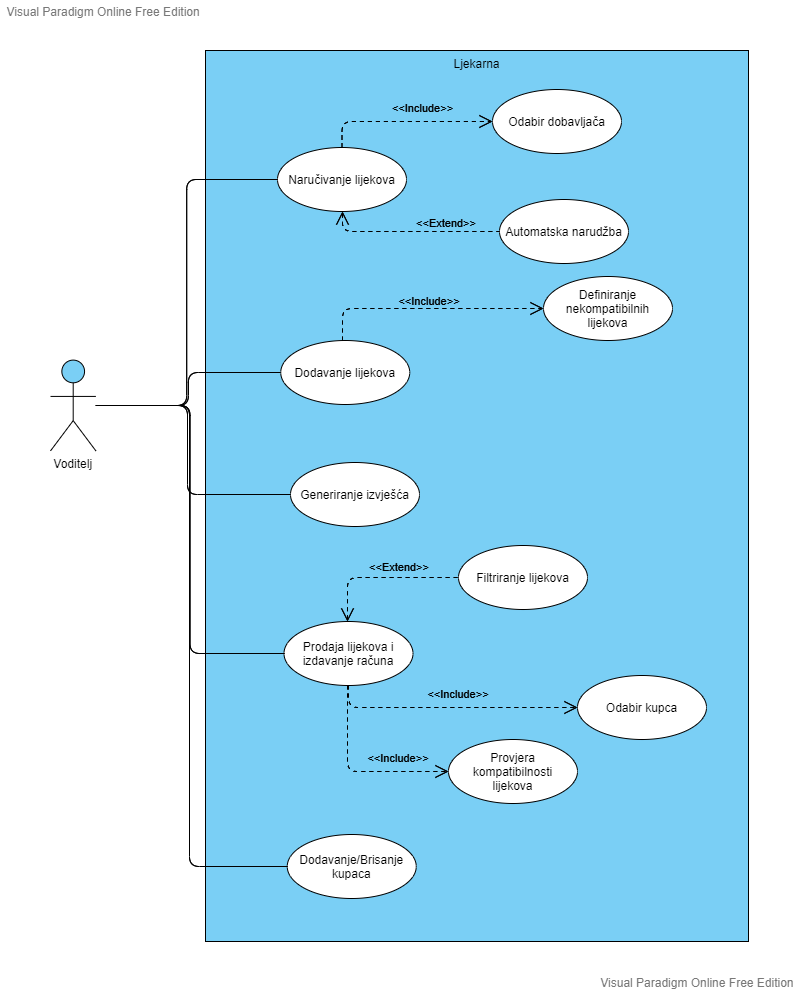 Visual Paradigm Online Free Edition
Ljekarna
<<Include>>
Odabir dobavljača
Naručivanje lijekova
<<Extend>>
Automatska narudžba
<<Include>>
Definiranje
nekompatibilnih
lijekova
Dodavanje lijekova
Voditelj
Generiranje izvješća
<<Extend>>
Filtriranje lijekova
Prodaja lijekova i
izdavanje računa
<<Include>>
Odabir kupca
<<Include>>
Provjera
kompatibilnosti
lijekova
Dodavanje/Brisanje
kupaca
Visual Paradigm Online Free Edition